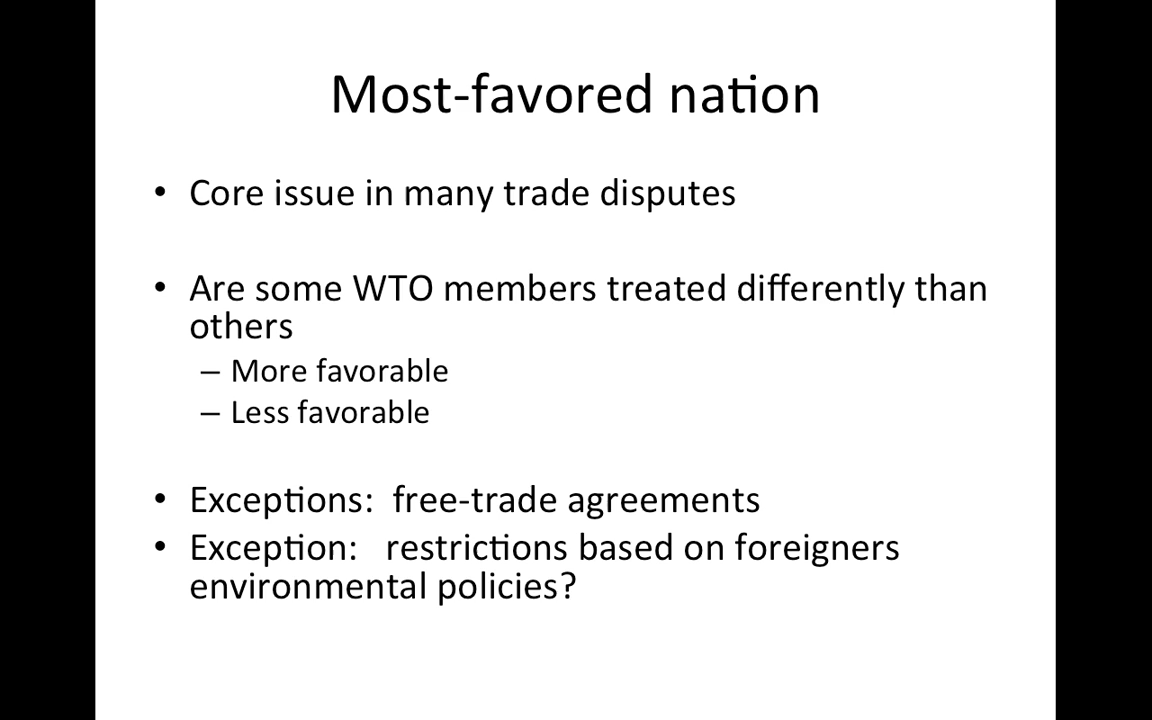 Most-favored nation
• Core issue in many trade disputes
• Are some WTO members treated differently than
others
– More favorable
– Less favorable
• Exceptions:  free-trade agreements
• Exception:   restrictions based on foreigners
environmental policies?